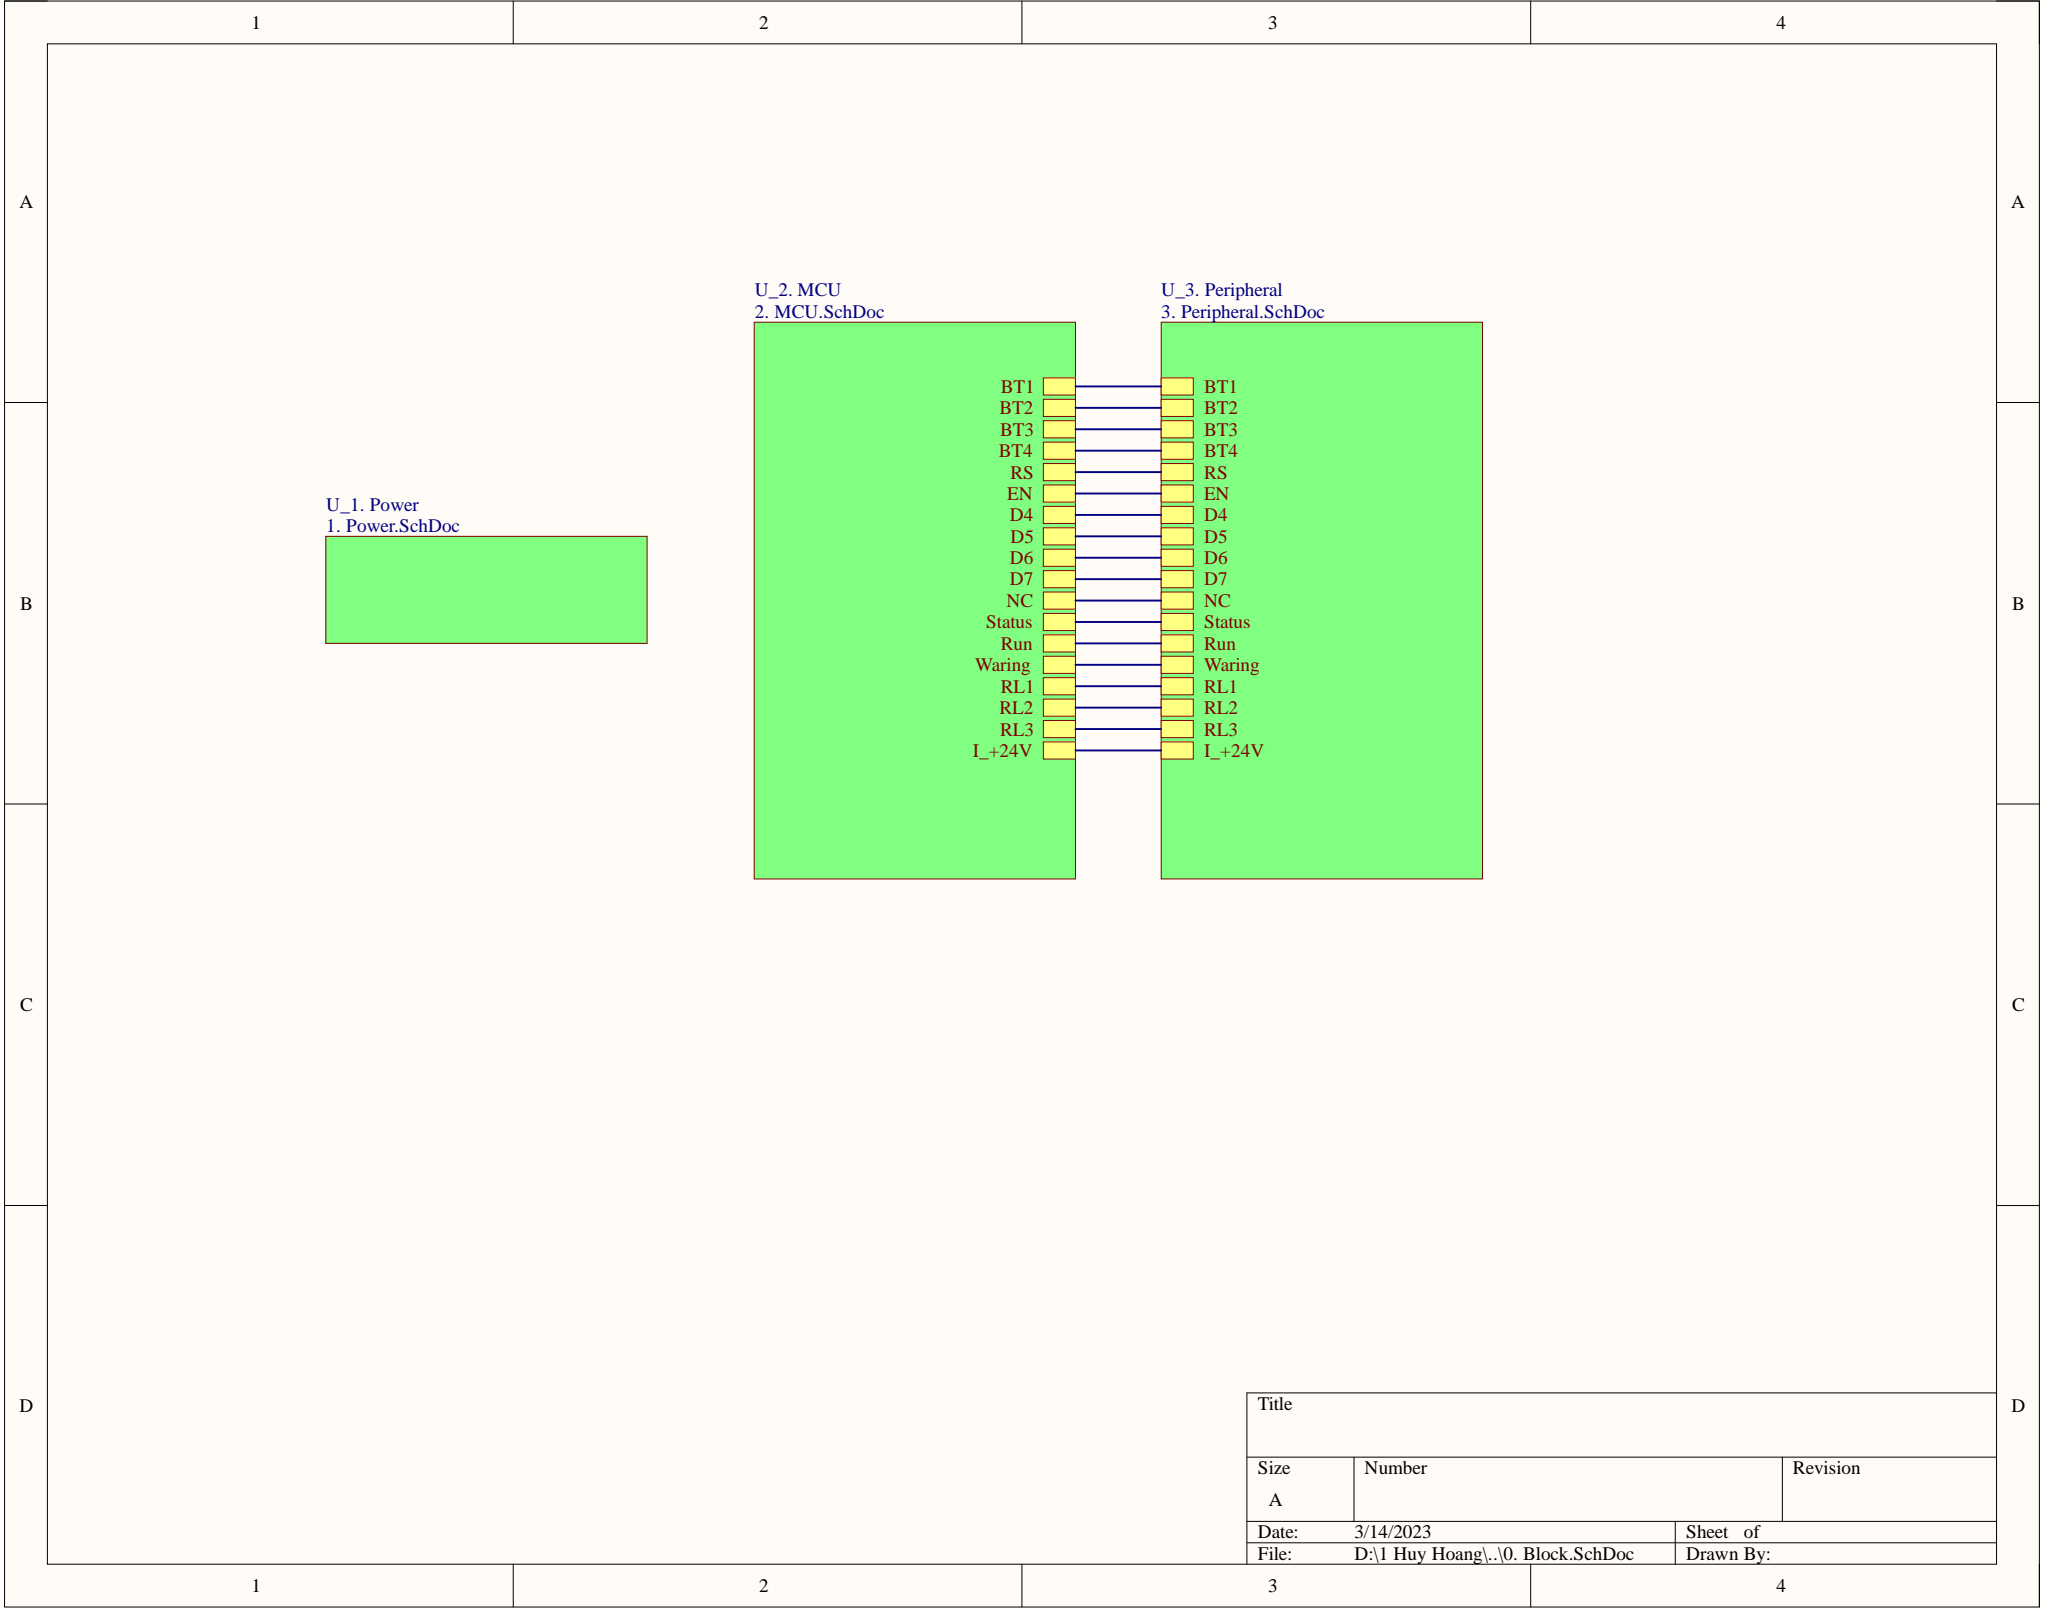 1 2 3 4
A A
U_2. MCU U_3. Peripheral
2. MCU.SchDoc 3. Peripheral.SchDoc
BT1 BT1
BT2 BT2
BT3 BT3
BT4 BT4
RS RS
EN EN
U_1. Power
D4 D4
1. Power.SchDoc
D5 D5
D6 D6
D7 D7
B NC NC B
Status Status
Run Run
Waring Waring
RL1 RL1
RL2 RL2
RL3 RL3
I_+24V I_+24V
C C
D D
Title
Size Number Revision
A
Date: 3/14/2023 Sheet of
File: D:\1 Huy Hoang\..\0. Block.SchDoc Drawn By:
1 2 3 4